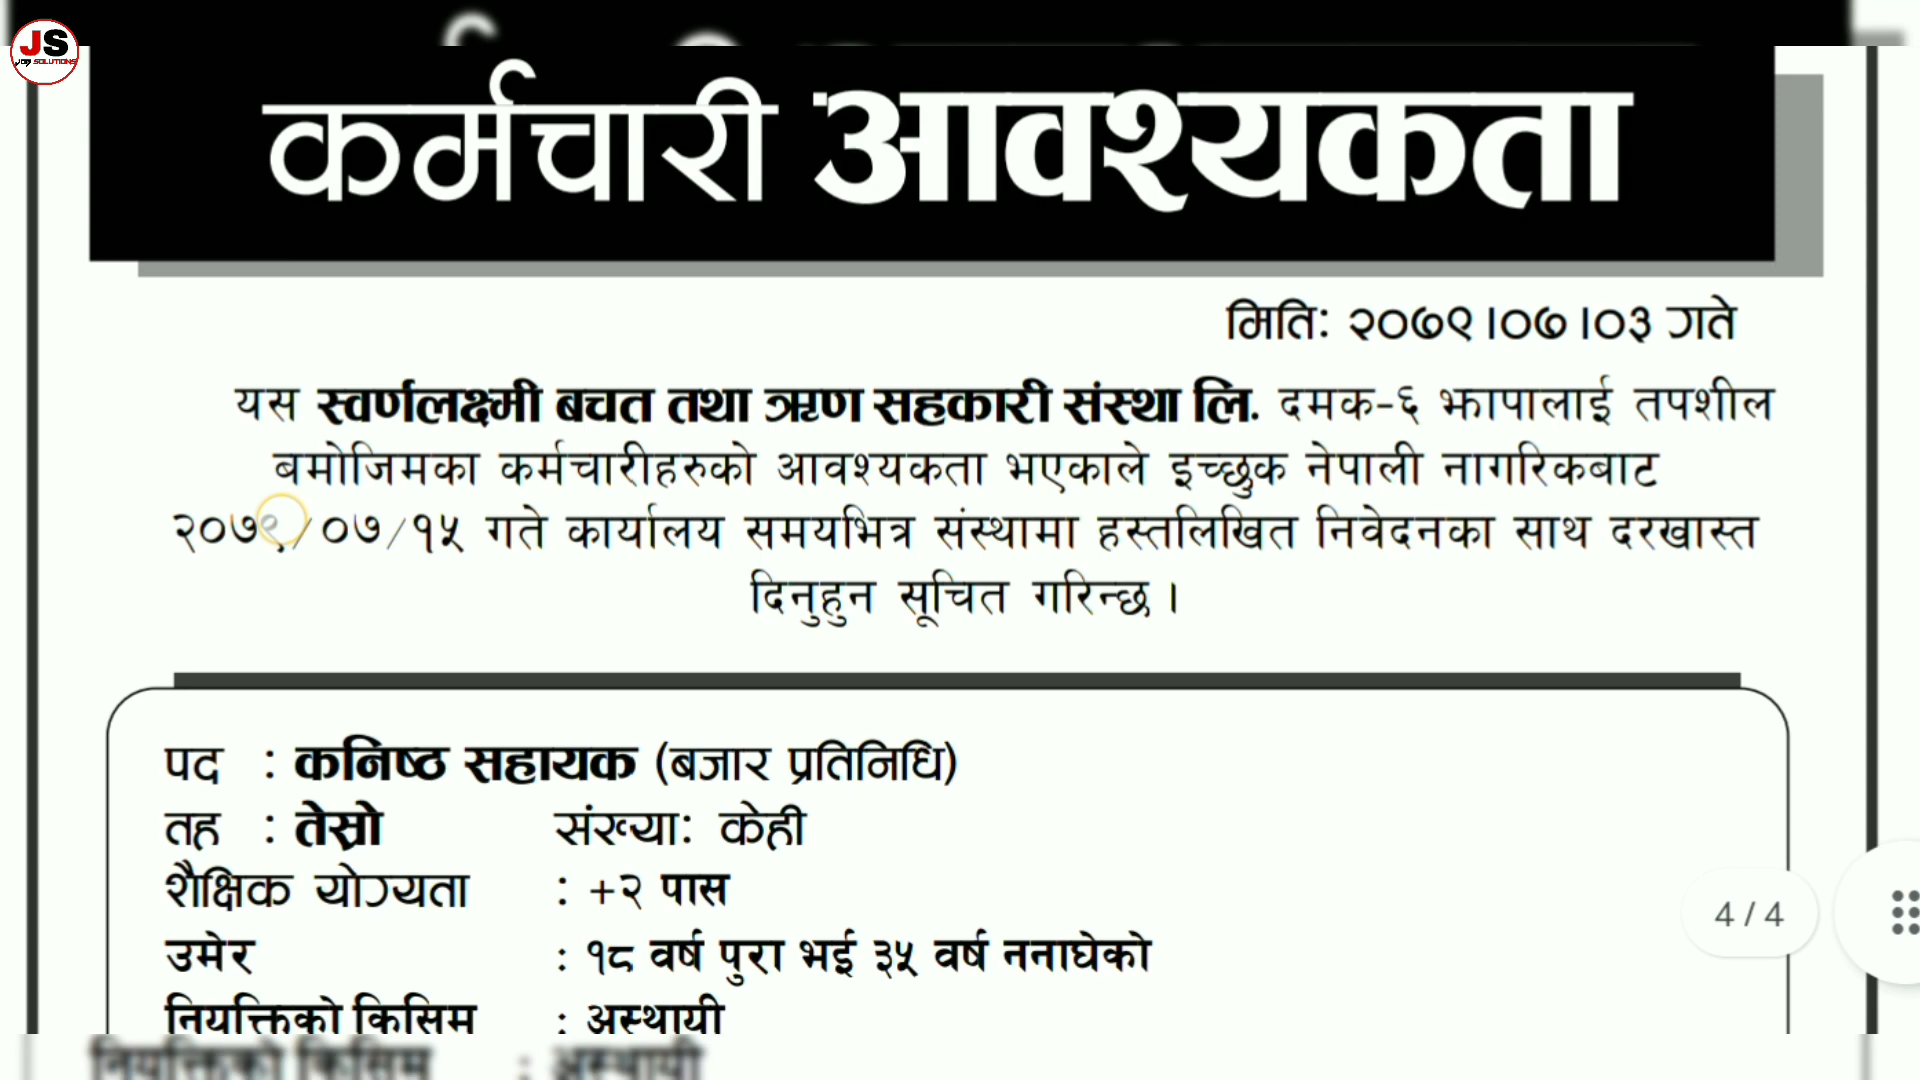 JS
JOB SOLUTIONS
कर्मचारी आवश्यकता
मितिः २०७९।०७।०३ गते
यस स्वर्णलक्ष्मी बचत तथा ऋण सहकारी संस्था लि. दमक-६ झापालाई तपशील
बमोजिमका कर्मचारीहरुको आवश्यकता भएकाले इच्छुक नेपाली नागरिकबाट
२०७९/०७/१५ गते कार्यालय समयभित्र संस्थामा हस्तलिखित निवेदनका साथ दरखास्त
दिनुहुन सूचित गरिन्छ ।
पद : कनिष्ठ सहायक (बजार प्रतिनिधि)
तह : तेस्रो संख्याः केही
शैक्षिक योग्यता : +२ पास
उमेर : १८ वर्ष पुरा भई ३५ वर्ष ननाघेको
नियुक्तिको किसिम : अस्थायी
4 / 4